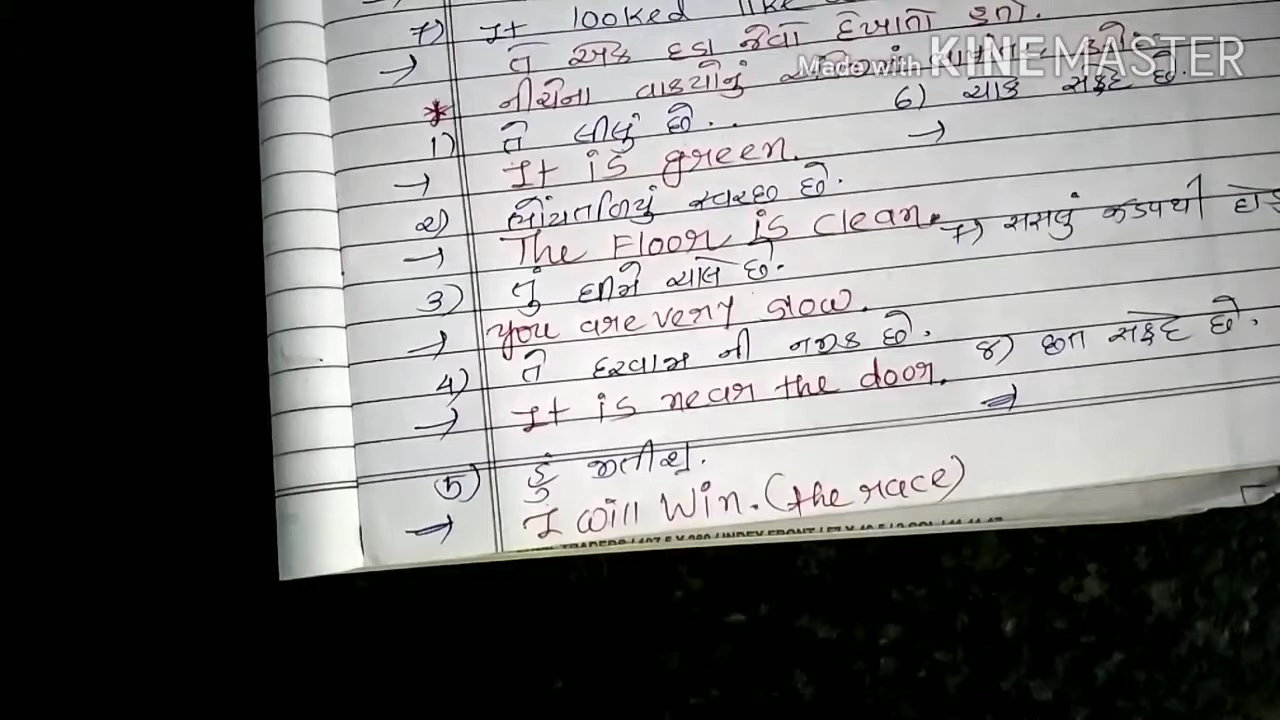 7) It looked like
→ તે એક દડા જેવો દેખાતો હતો.
Made with KINEMASTER
* નીચેના વાક્યોનું
1) તે લીલું છે..
→ It is green.
2) ભોંયતળિયું સ્વચ્છ છે.
→ The Floor is clean.
3) તું ધીમે ચાલે છે.
→ you are very slow.
4) તે દરવાજા ની નજીક છે.
→ It is near the door.
5) હું જીતીશ.
→ I will win. (the race)
6) ચાક સફેદ છે.
→
7) સસલું ઝડપથી
8) છત સફેદ છે.
→